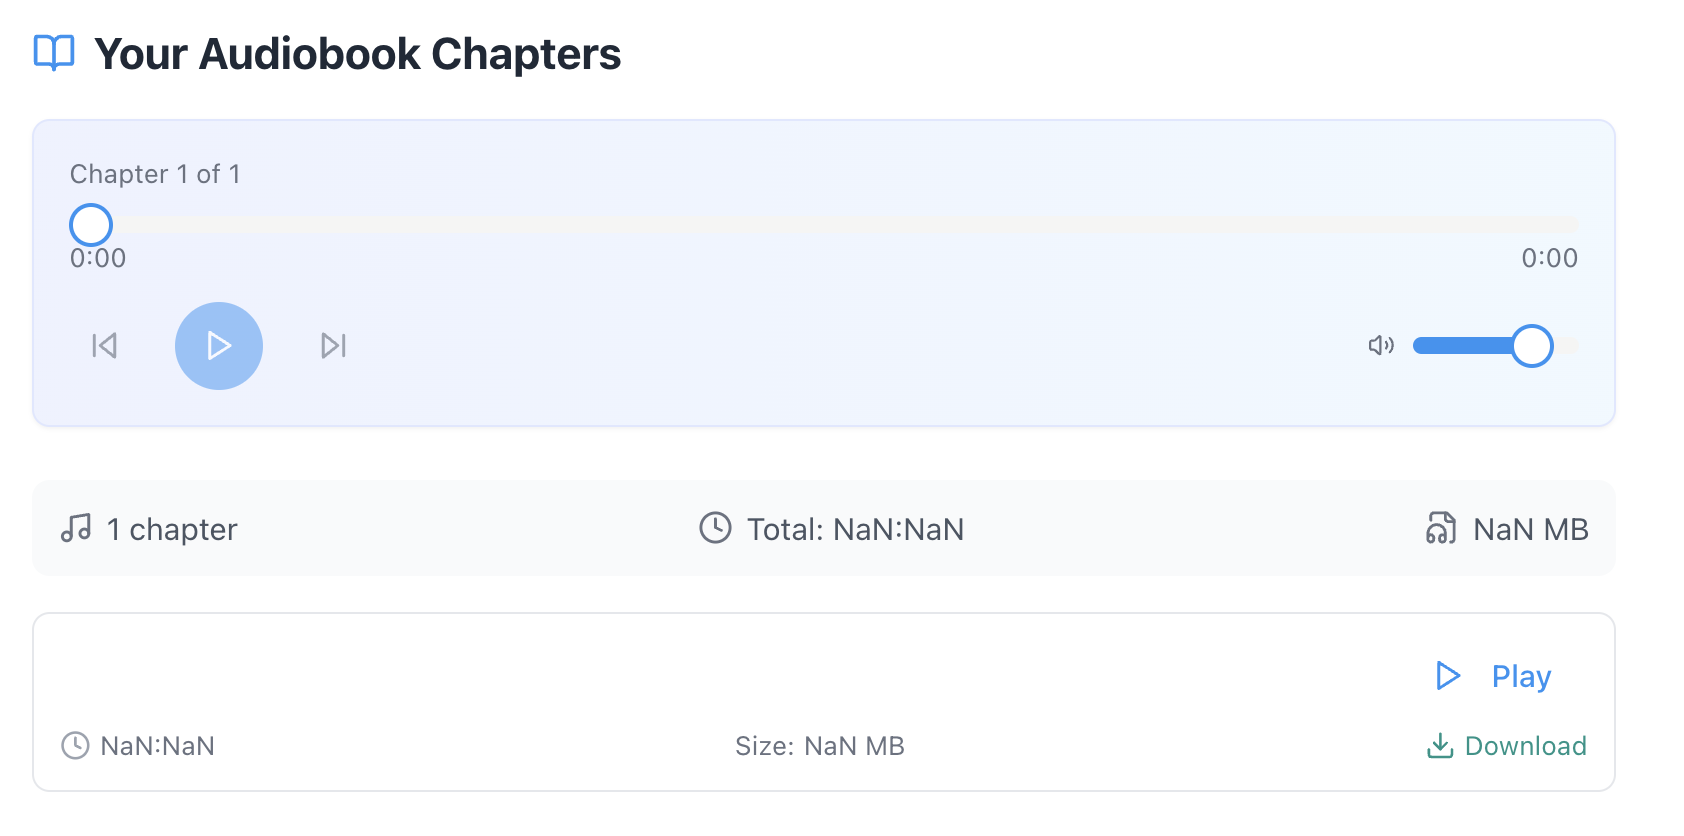 Your Audiobook Chapters
Chapter 1 of 1
0:00
0:00
1 chapter
Total: NaN:NaN
NaN MB
Play
NaN:NaN
Size: NaN MB
Download